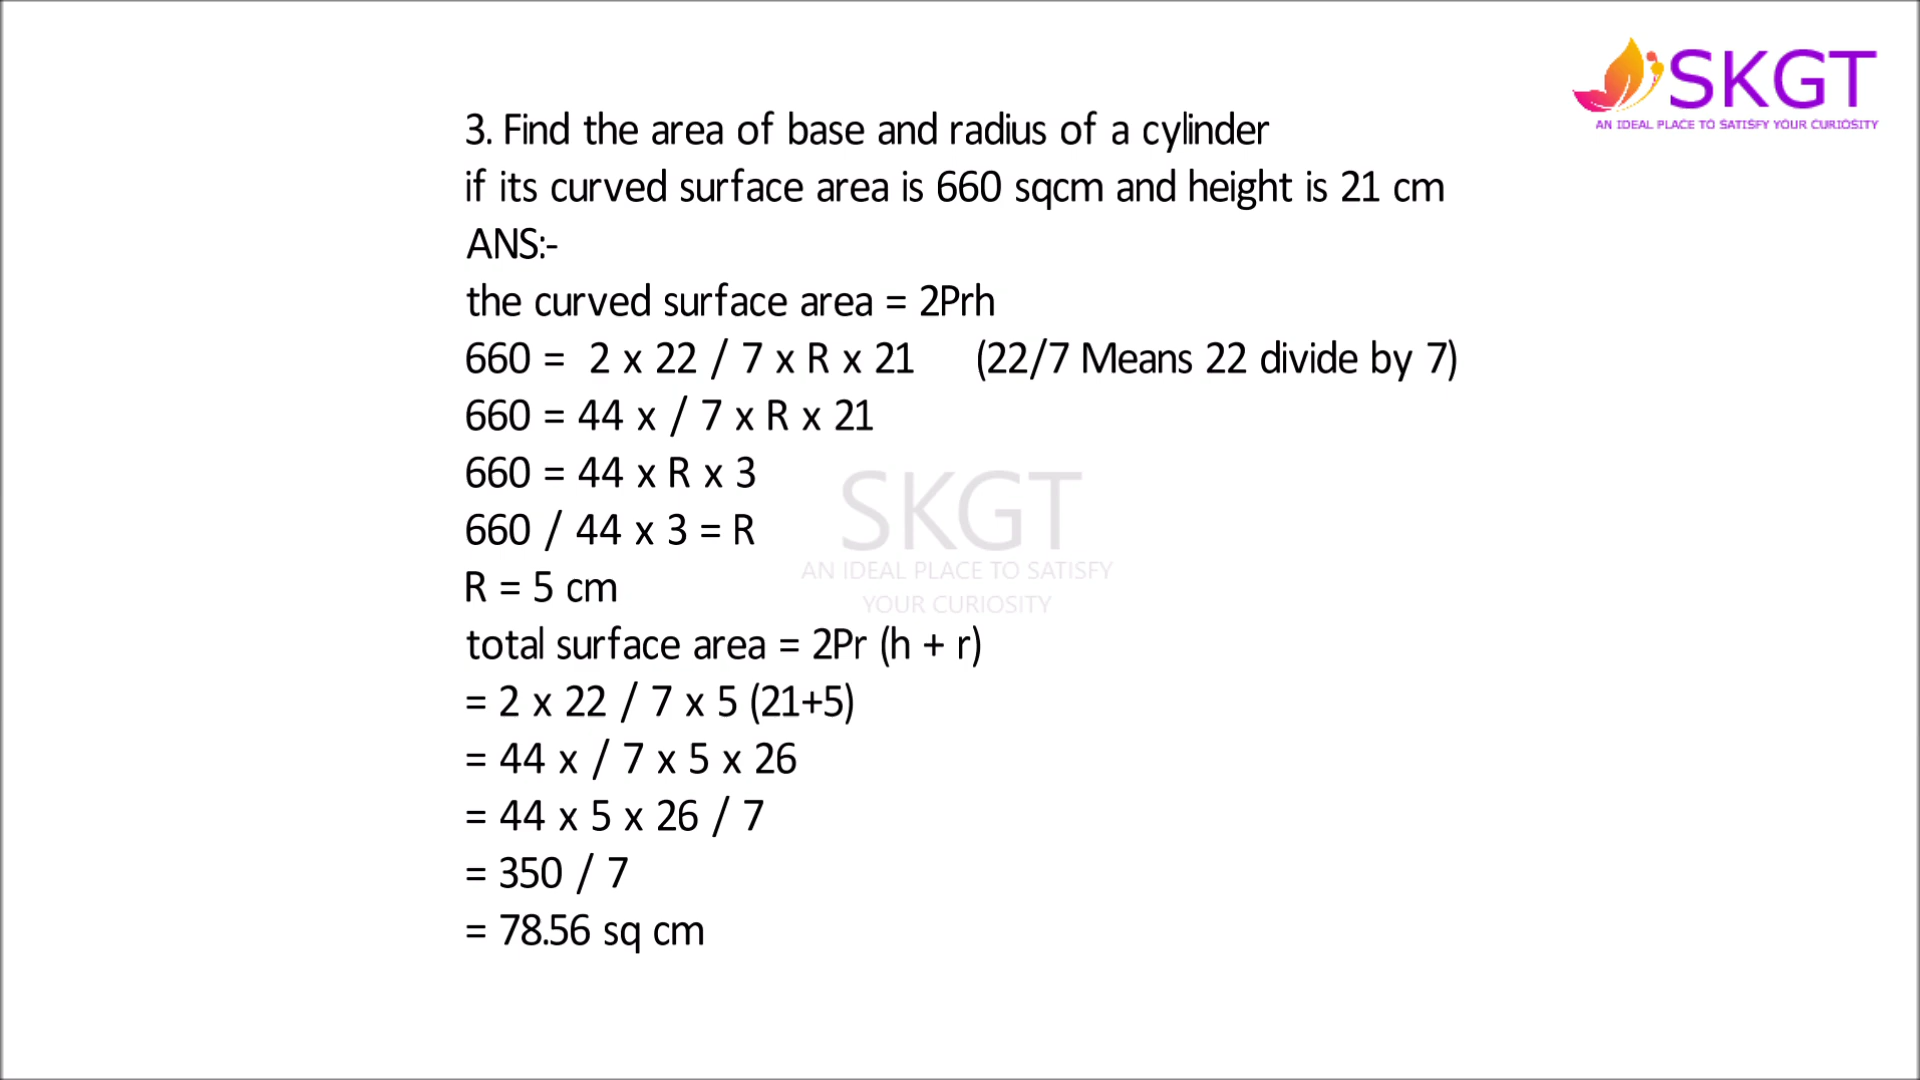 SKGT
AN IDEAL PLACE TO SATISFY YOUR CURIOSITY
3. Find the area of base and radius of a cylinder
if its curved surface area is 660 sqcm and height is 21 cm
ANS:-
the curved surface area = 2Prh
660 =  2 x 22 / 7 x R x 21 (22/7 Means 22 divide by 7)
660 = 44 x / 7 x R x 21
660 = 44 x R x 3
660 / 44 x 3 = R
R = 5 cm
total surface area = 2Pr (h + r)
= 2 x 22 / 7 x 5 (21+5)
= 44 x / 7 x 5 x 26
= 44 x 5 x 26 / 7
= 350 / 7
= 78.56 sq cm
SKGT
AN IDEAL PLACE TO SATISFY
YOUR CURIOSITY